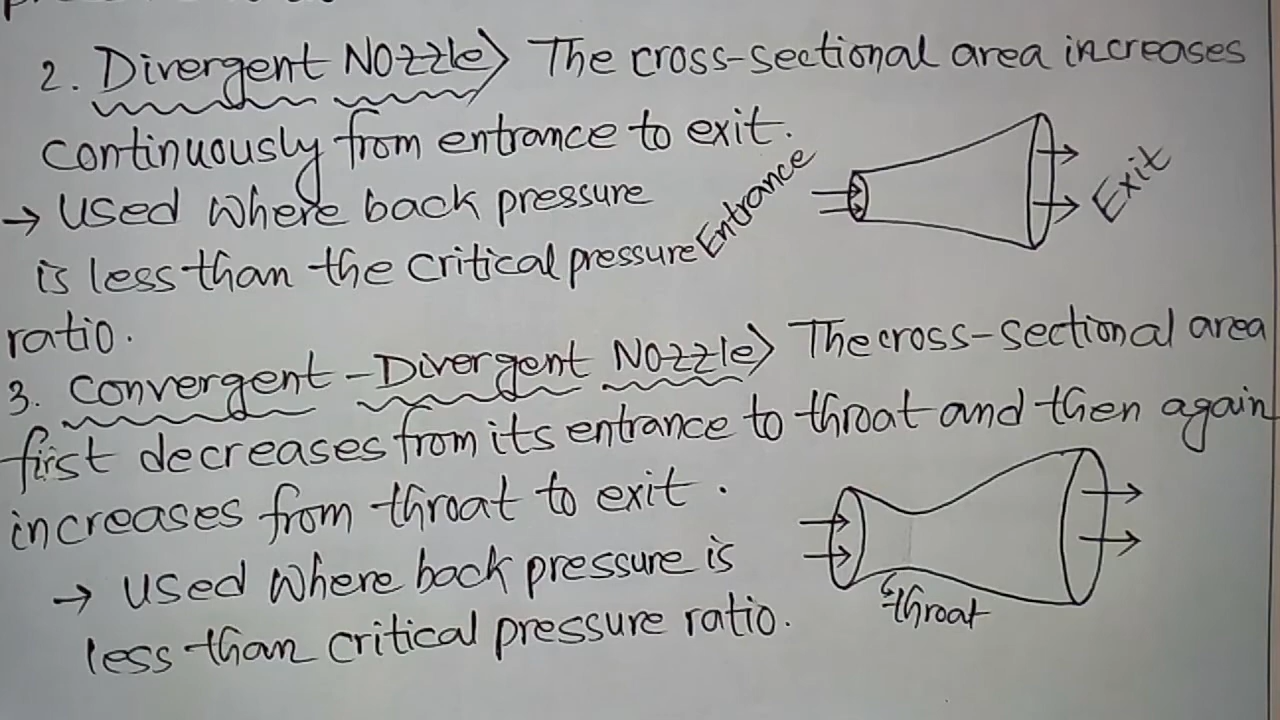 2. Divergent Nozzle> The cross-sectional area increases
continuously from entrance to exit.
Entrance
Exit
→ Used where back pressure
is less than the critical pressure
ratio.
3. Convergent-Divergent Nozzle> The cross-sectional area
first decreases from its entrance to throat and then again
increases from throat to exit.
→ Used where back pressure is
less than critical pressure ratio.
throat